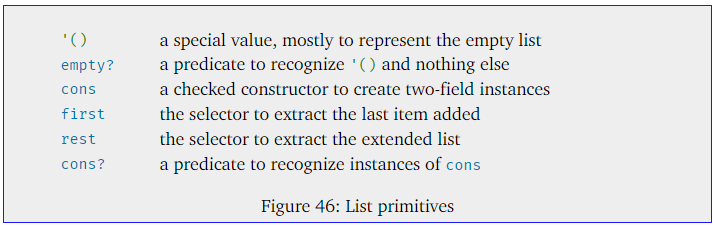 '() a special value, mostly to represent the empty list
empty? a predicate to recognize '() and nothing else
cons a checked constructor to create two-field instances
first the selector to extract the last item added
rest the selector to extract the extended list
cons? a predicate to recognize instances of cons
Figure 46: List primitives